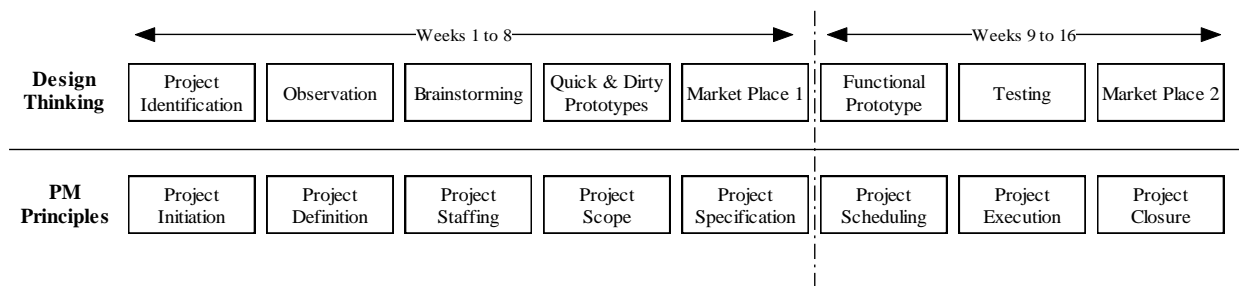 Weeks 1 to 8
Weeks 9 to 16
Design
Thinking
Project
Identification
Observation
Brainstorming
Quick & Dirty
Prototypes
Market Place 1
Functional
Prototype
Testing
Market Place 2
PM
Principles
Project
Initiation
Project
Definition
Project
Staffing
Project
Scope
Project
Specification
Project
Scheduling
Project
Execution
Project
Closure